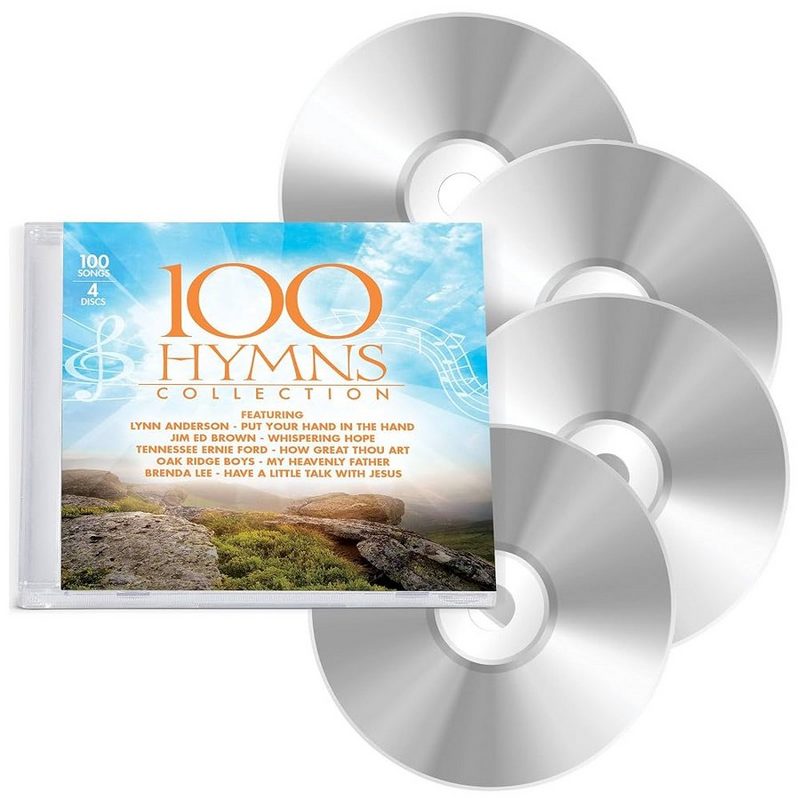 100
SONGS
4
DISCS
100
HYMNS
COLLECTION
FEATURING
LYNN ANDERSON - PUT YOUR HAND IN THE HAND
JIM ED BROWN - WHISPERING HOPE
TENNESSEE ERNIE FORD - HOW GREAT THOU ART
OAK RIDGE BOYS - MY HEAVENLY FATHER
BRENDA LEE - HAVE A LITTLE TALK WITH JESUS